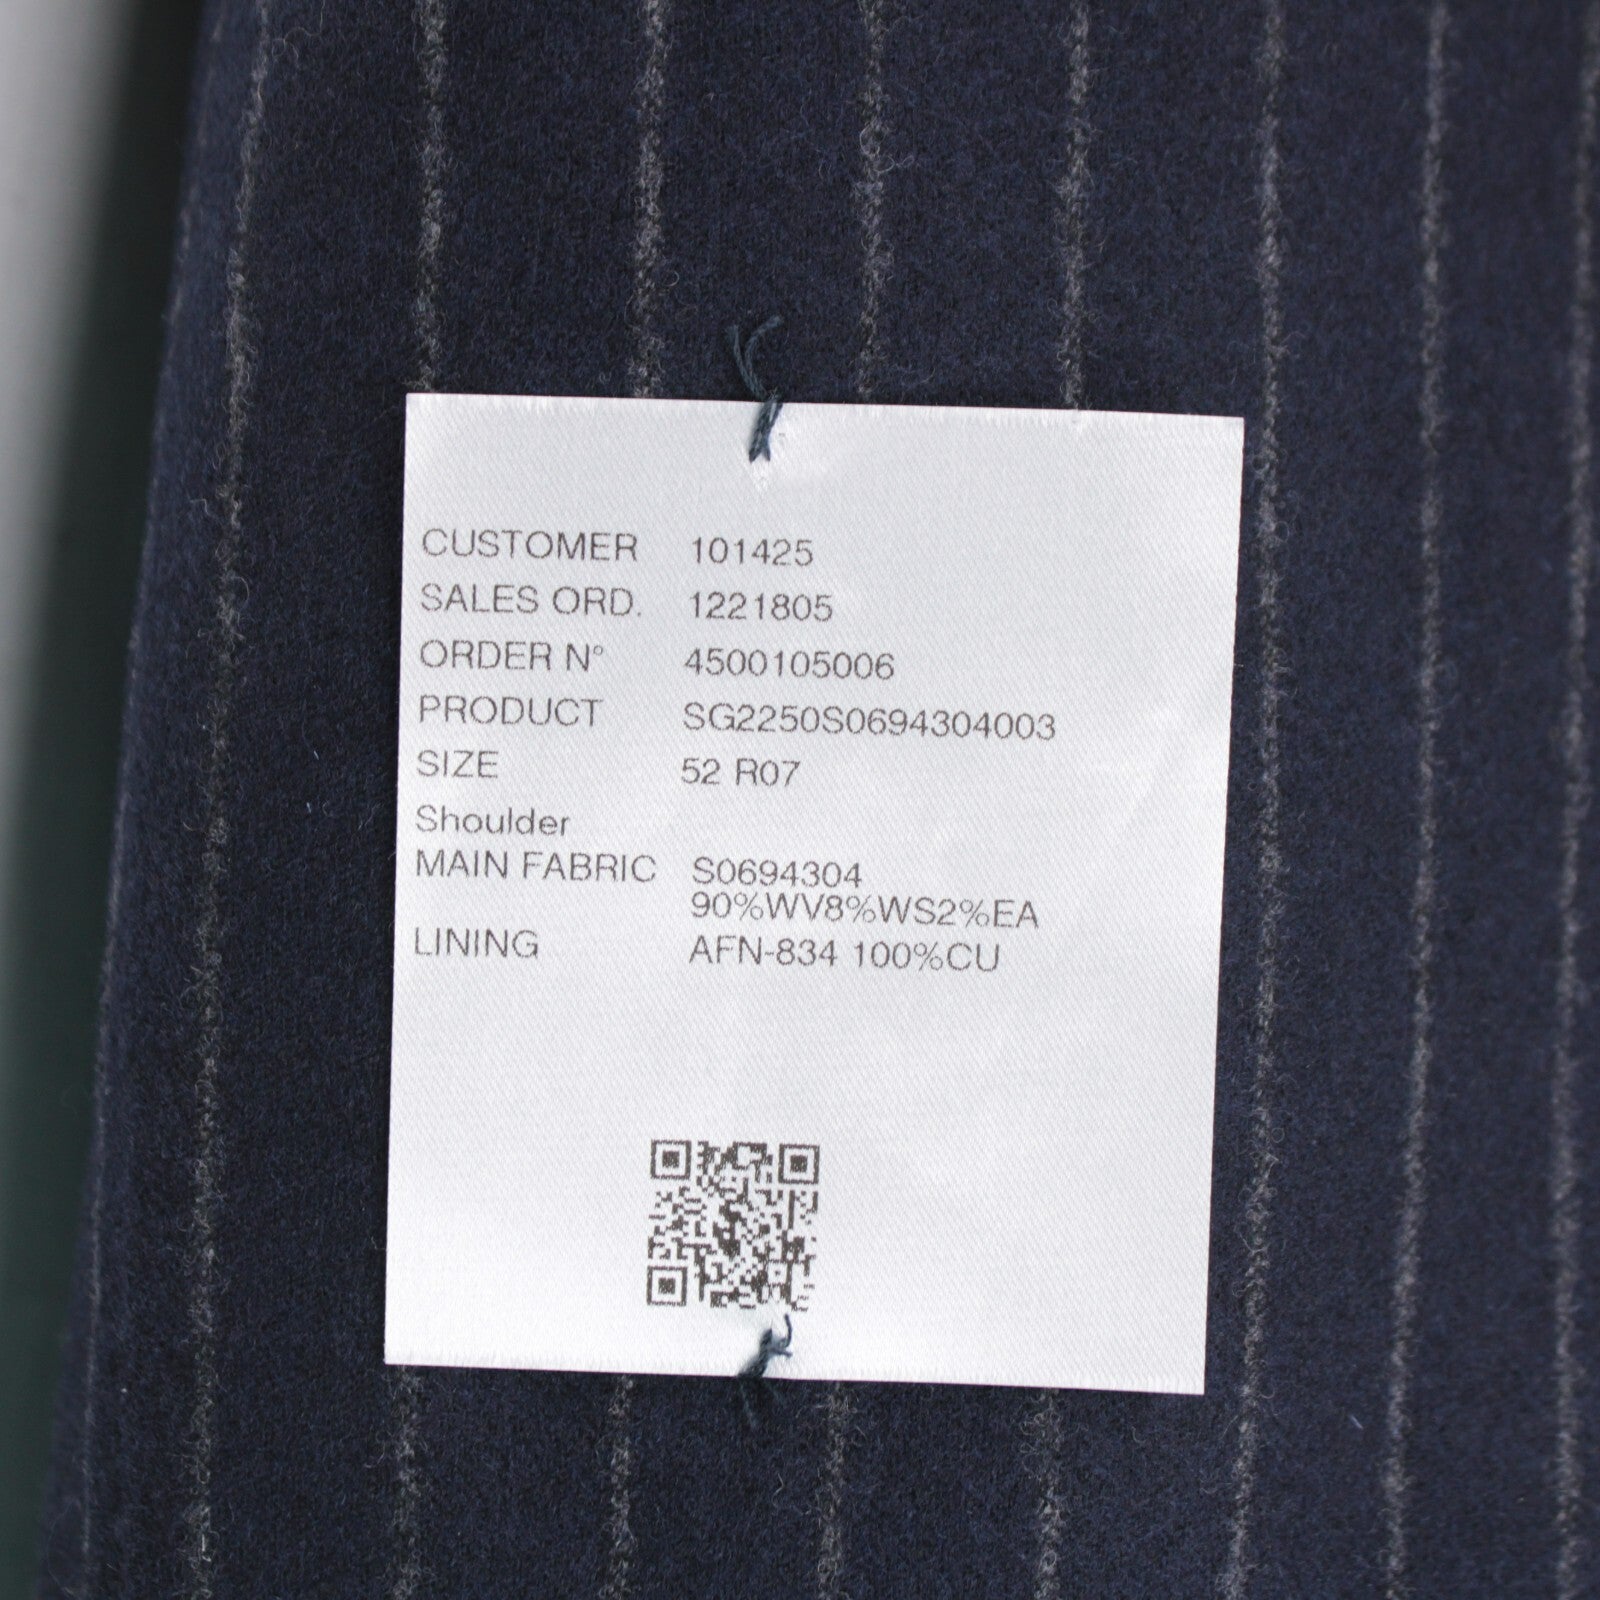 CUSTOMER 101425
SALES ORD. 1221805
ORDER N° 4500105006
PRODUCT SG2250S0694304003
SIZE 52 R07
Shoulder
MAIN FABRIC S0694304
90%WV8%WS2%EA
LINING AFN-834 100%CU